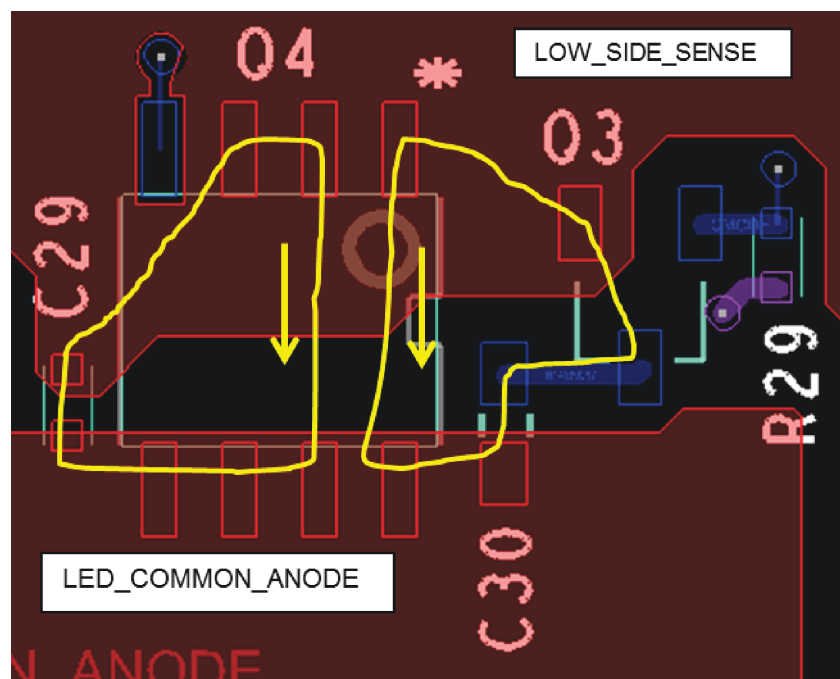 Q4
*
LOW_SIDE_SENSE
Q3
C29
R29
LED_COMMON_ANODE
C30
N_ANODE